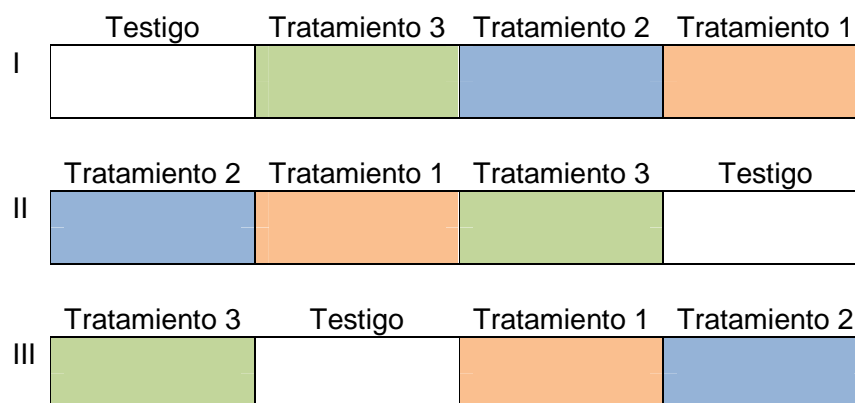 Testigo Tratamiento 3 Tratamiento 2 Tratamiento 1
I
Tratamiento 2 Tratamiento 1 Tratamiento 3 Testigo
II
Tratamiento 3 Testigo Tratamiento 1 Tratamiento 2
III